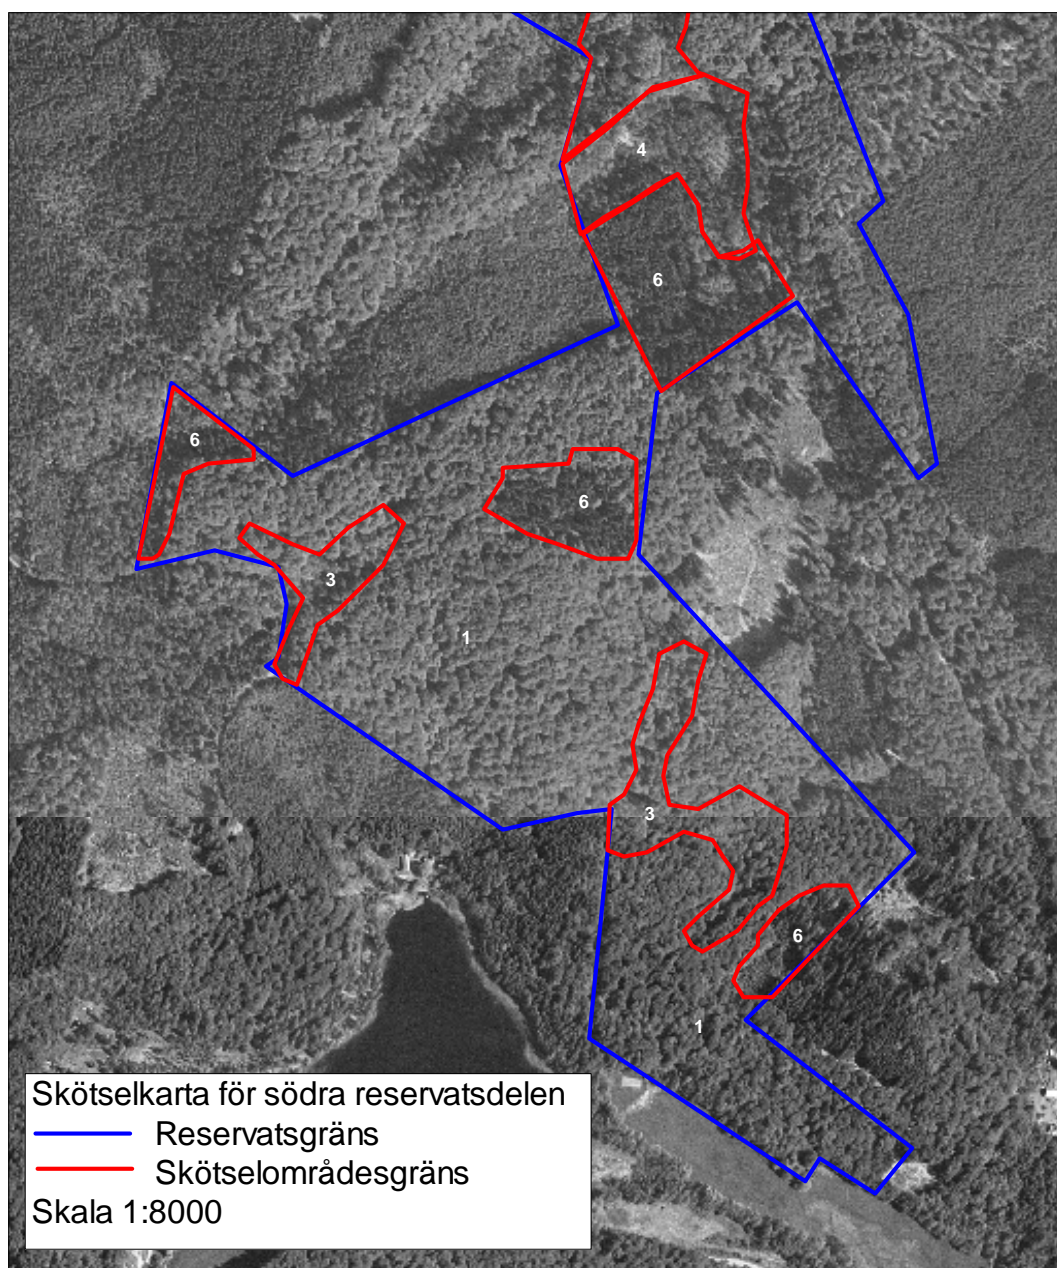 4
6
6
6
3
1
3
6
1
Skötselkarta för södra reservatsdelen
Reservatsgräns
Skötselområdesgräns
Skala 1:8000